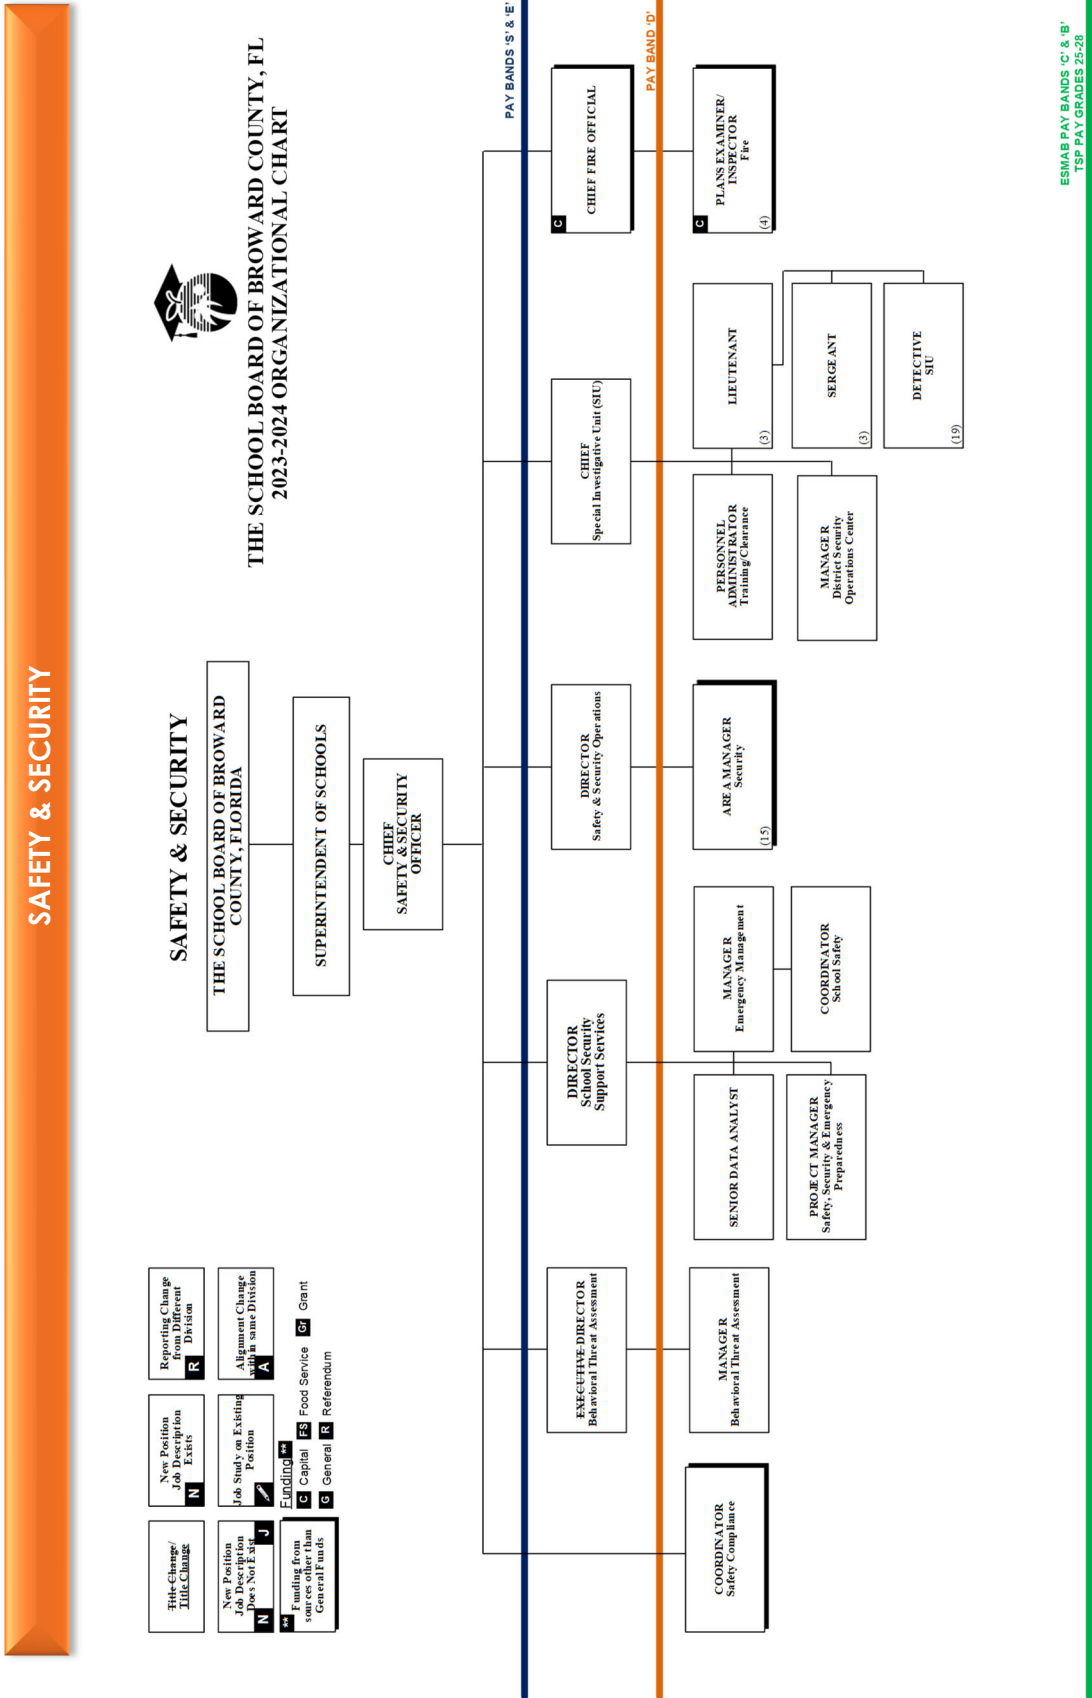 SAFETY & SECURITY
THE SCHOOL BOARD OF BROWARD COUNTY, FL
2023-2024 ORGANIZATIONAL CHART
SAFETY & SECURITY
THE SCHOOL BOARD OF BROWARD
COUNTY, FLORIDA
SUPERINTENDENT OF SCHOOLS
CHIEF
SAFETY & SECURITY
OFFICER
Title Change/
Title Change
New Position
Job Description
Exists
N
Reporting Change
from Different
Division
R
New Position
Job Description
Does Not Exist
N
J
Job Study on Existing
Position
Alignment Change
within same Division
A
**
Funding from
sources other than
General Funds
Funding **
C Capital FS Food Service Gr Grant
G General R Referendum
PAY BANDS 'S' & 'E'
EXECUTIVE DIRECTOR
Behavioral Threat Assessment
DIRECTOR
School Security
Support Services
DIRECTOR
Safety & Security Operations
CHIEF
Special Investigative Unit (SIU)
CHIEF FIRE OFFICIAL
C
PAY BAND 'D'
COORDINATOR
Safety Compliance
MANAGER
Behavioral Threat Assessment
SENIOR DATA ANALYST
PROJECT MANAGER
Safety, Security & Emergency
Preparedness
MANAGER
Emergency Management
COORDINATOR
School Safety
AREA MANAGER
Security
(15)
PERSONNEL
ADMINISTRATOR
Training/Clearance
MANAGER
District Security
Operations Center
LIEUTENANT
(3)
SERGEANT
(3)
DETECTIVE
SIU
(19)
C
PLANS EXAMINER/
INSPECTOR
Fire
(4)
ESMAB PAY BANDS 'C' & 'B'
TSP PAY GRADES 25-28